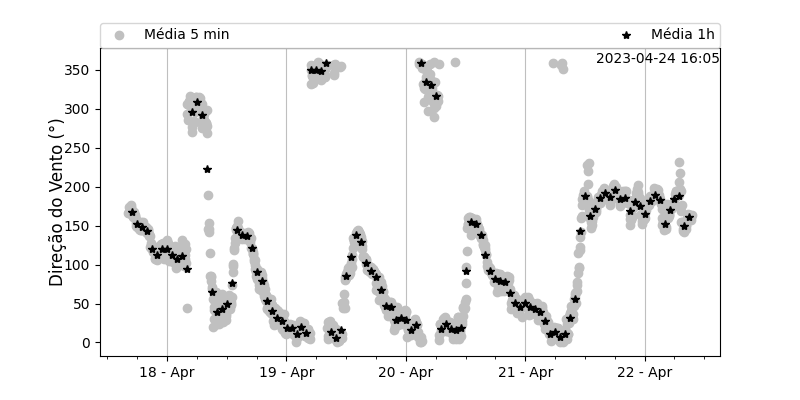 Média 5 min
Média 1h
2023-04-24 16:05
Direção do Vento (°)
350
300
250
200
150
100
50
0
18 - Apr
19 - Apr
20 - Apr
21 - Apr
22 - Apr